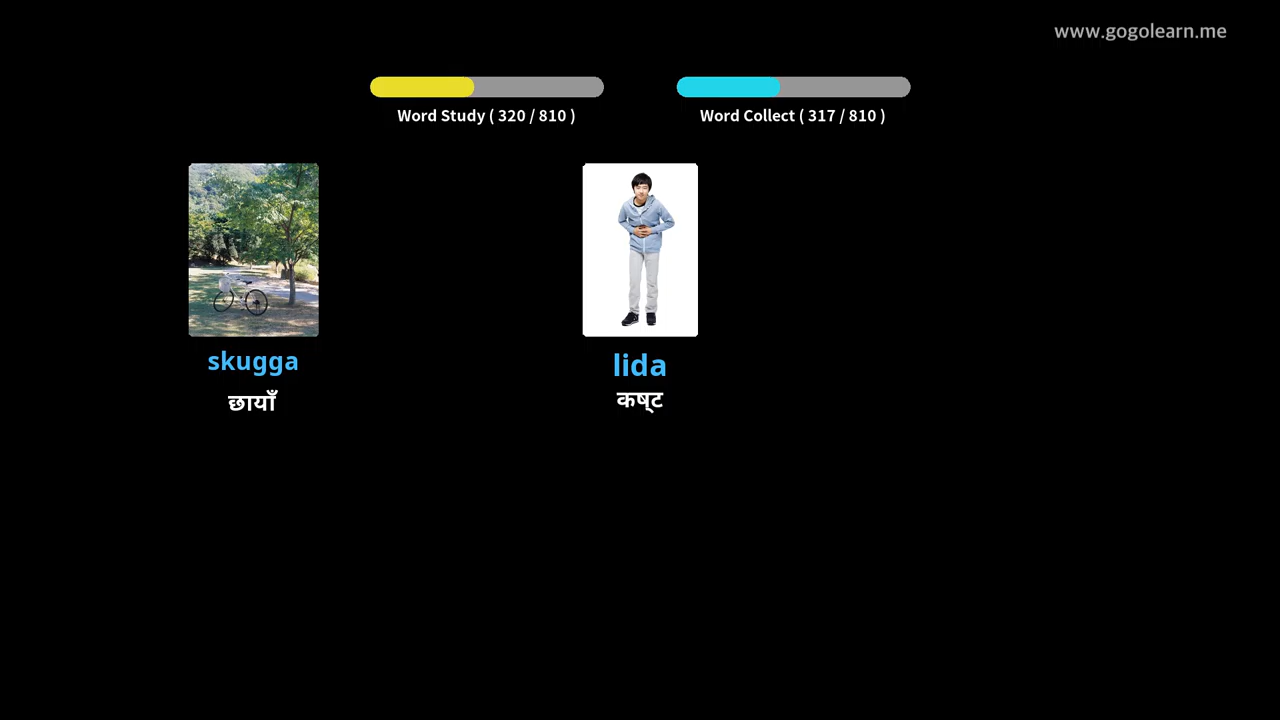 www.gogolearn.me
Word Study ( 320 / 810 )
Word Collect ( 317 / 810 )
skugga
छायाँ
lida
कष्ट